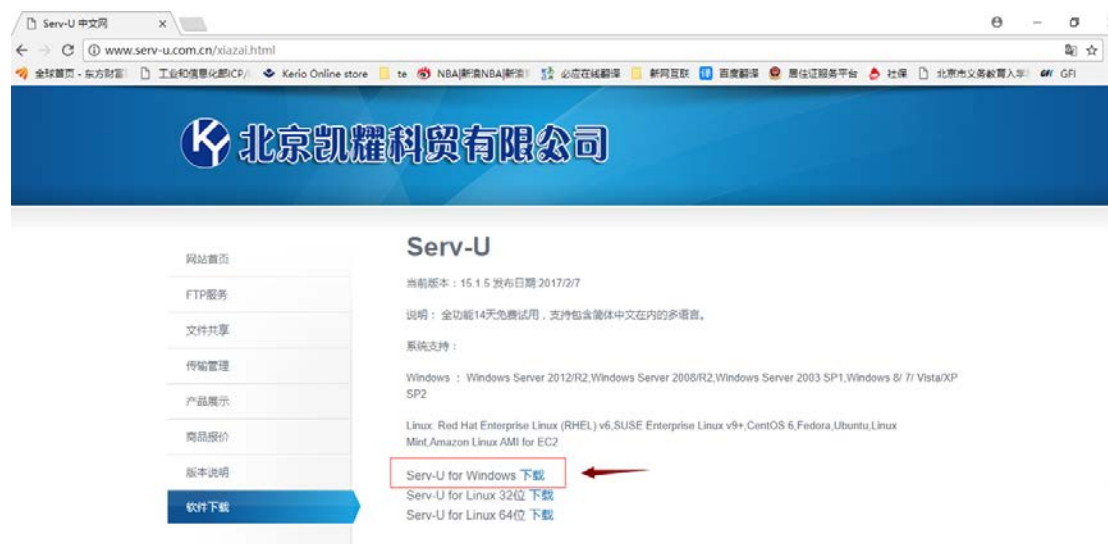 Serv-U 中文网
www.serv-u.com.cn/xiazai.html
全球首页 - 东方财富 工业和信息化部ICP/ Kerio Online store te NBA|新浪NBA|新浪 必应在线翻译 新网互联 百度翻译 居住证服务平台 社保 北京市义务教育入学 GFI GFI
北京凯耀科贸有限公司
Serv-U
网站首页
当前版本：15.1.5 发布日期 2017/2/7
FTP服务
说明： 全功能14天免费试用，支持包含简体中文在内的多语言。
文件共享
系统支持：
传输管理
Windows ： Windows Server 2012/R2,Windows Server 2008/R2,Windows Server 2003 SP1,Windows 8/ 7/ Vista/XP
SP2
产品展示
Linux: Red Hat Enterprise Linux (RHEL) v6,SUSE Enterprise Linux v9+,CentOS 6,Fedora,Ubuntu,Linux
商品报价
Mint,Amazon Linux AMI for EC2
版本说明
Serv-U for Windows 下载
Serv-U for Linux 32位 下载
软件下载
Serv-U for Linux 64位 下载